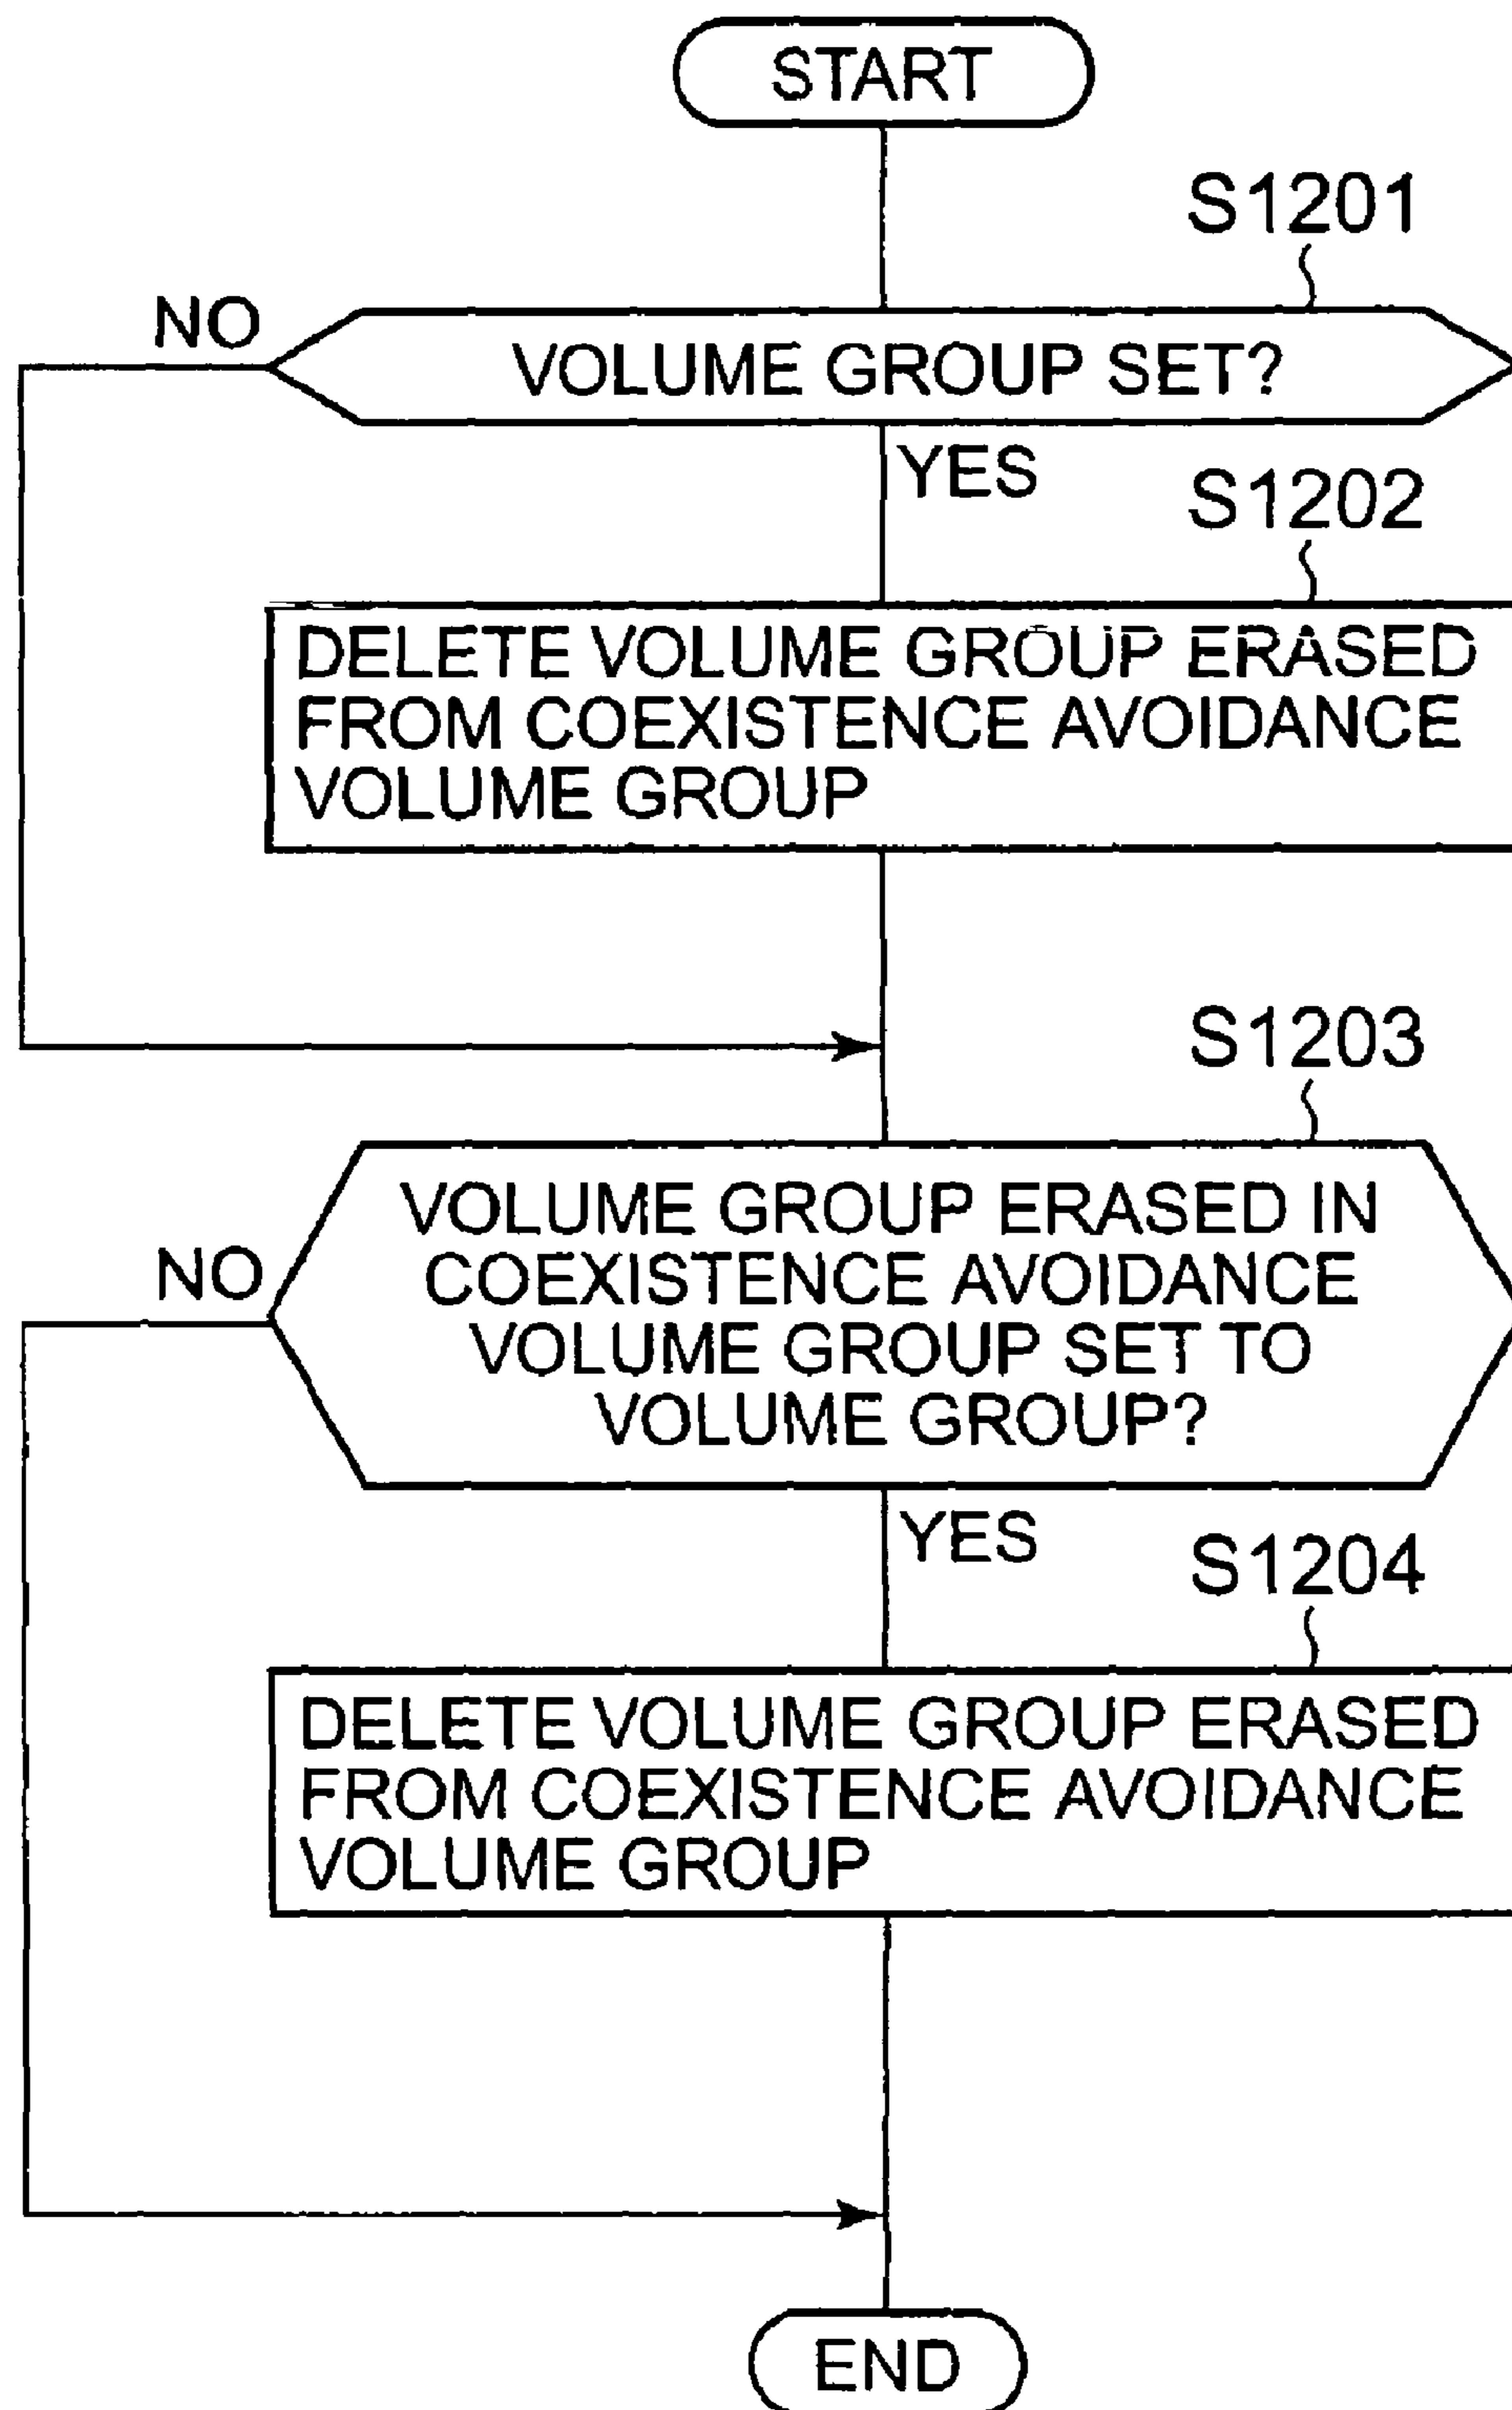 START
S1201
NO
VOLUME GROUP SET?
YES
S1202
DELETE VOLUME GROUP ERASED
FROM COEXISTENCE AVOIDANCE
VOLUME GROUP
S1203
VOLUME GROUP ERASED IN
COEXISTENCE AVOIDANCE
VOLUME GROUP SET TO
VOLUME GROUP?
NO
YES
S1204
DELETE VOLUME GROUP ERASED
FROM COEXISTENCE AVOIDANCE
VOLUME GROUP
END